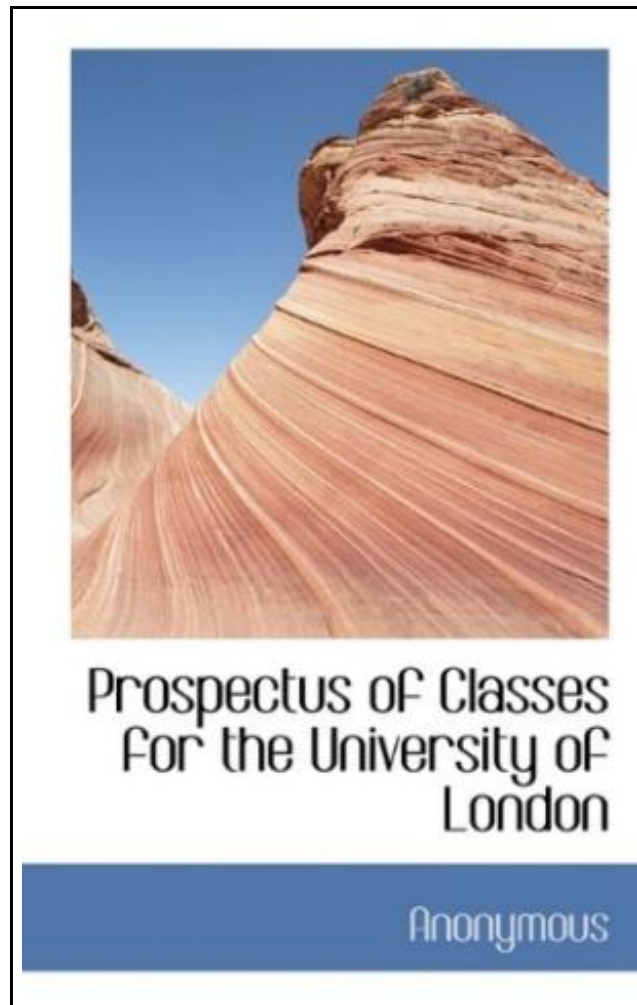 Prospectus of Classes
for the University of
London
Anonymous